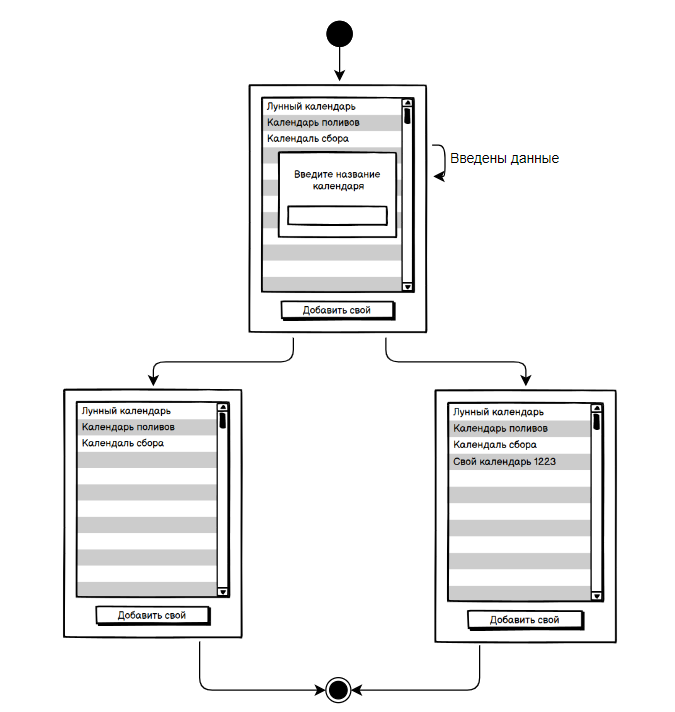 Лунный календарь
Календарь поливов
Календаль сбора
Введите название
календаря
Добавить свой
Введены данные
Лунный календарь
Календарь поливов
Календаль сбора
Добавить свой
Лунный календарь
Календарь поливов
Календаль сбора
Свой календарь 1223
Добавить свой